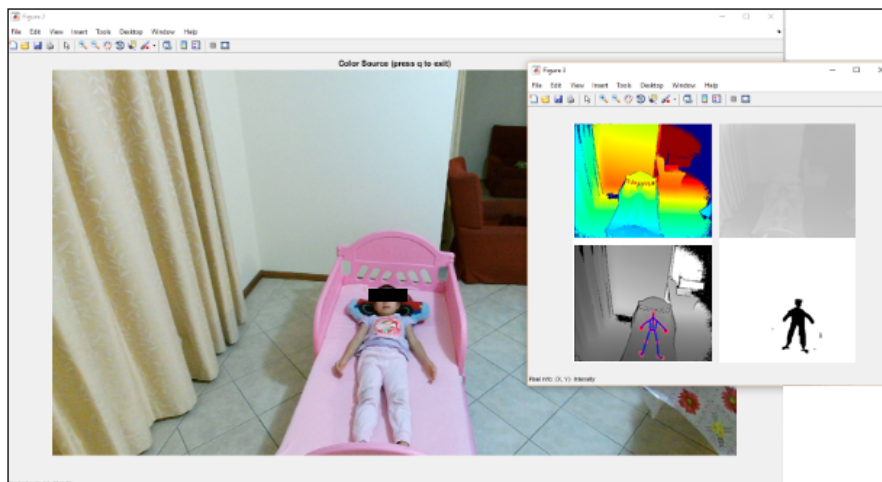 Figure 2
File Edit View Insert Tools Desktop Window Help
Color Source (press q to exit)
Figure 1
File Edit View Insert Tools Desktop Window Help
Pixel info: (X, Y) Intensity